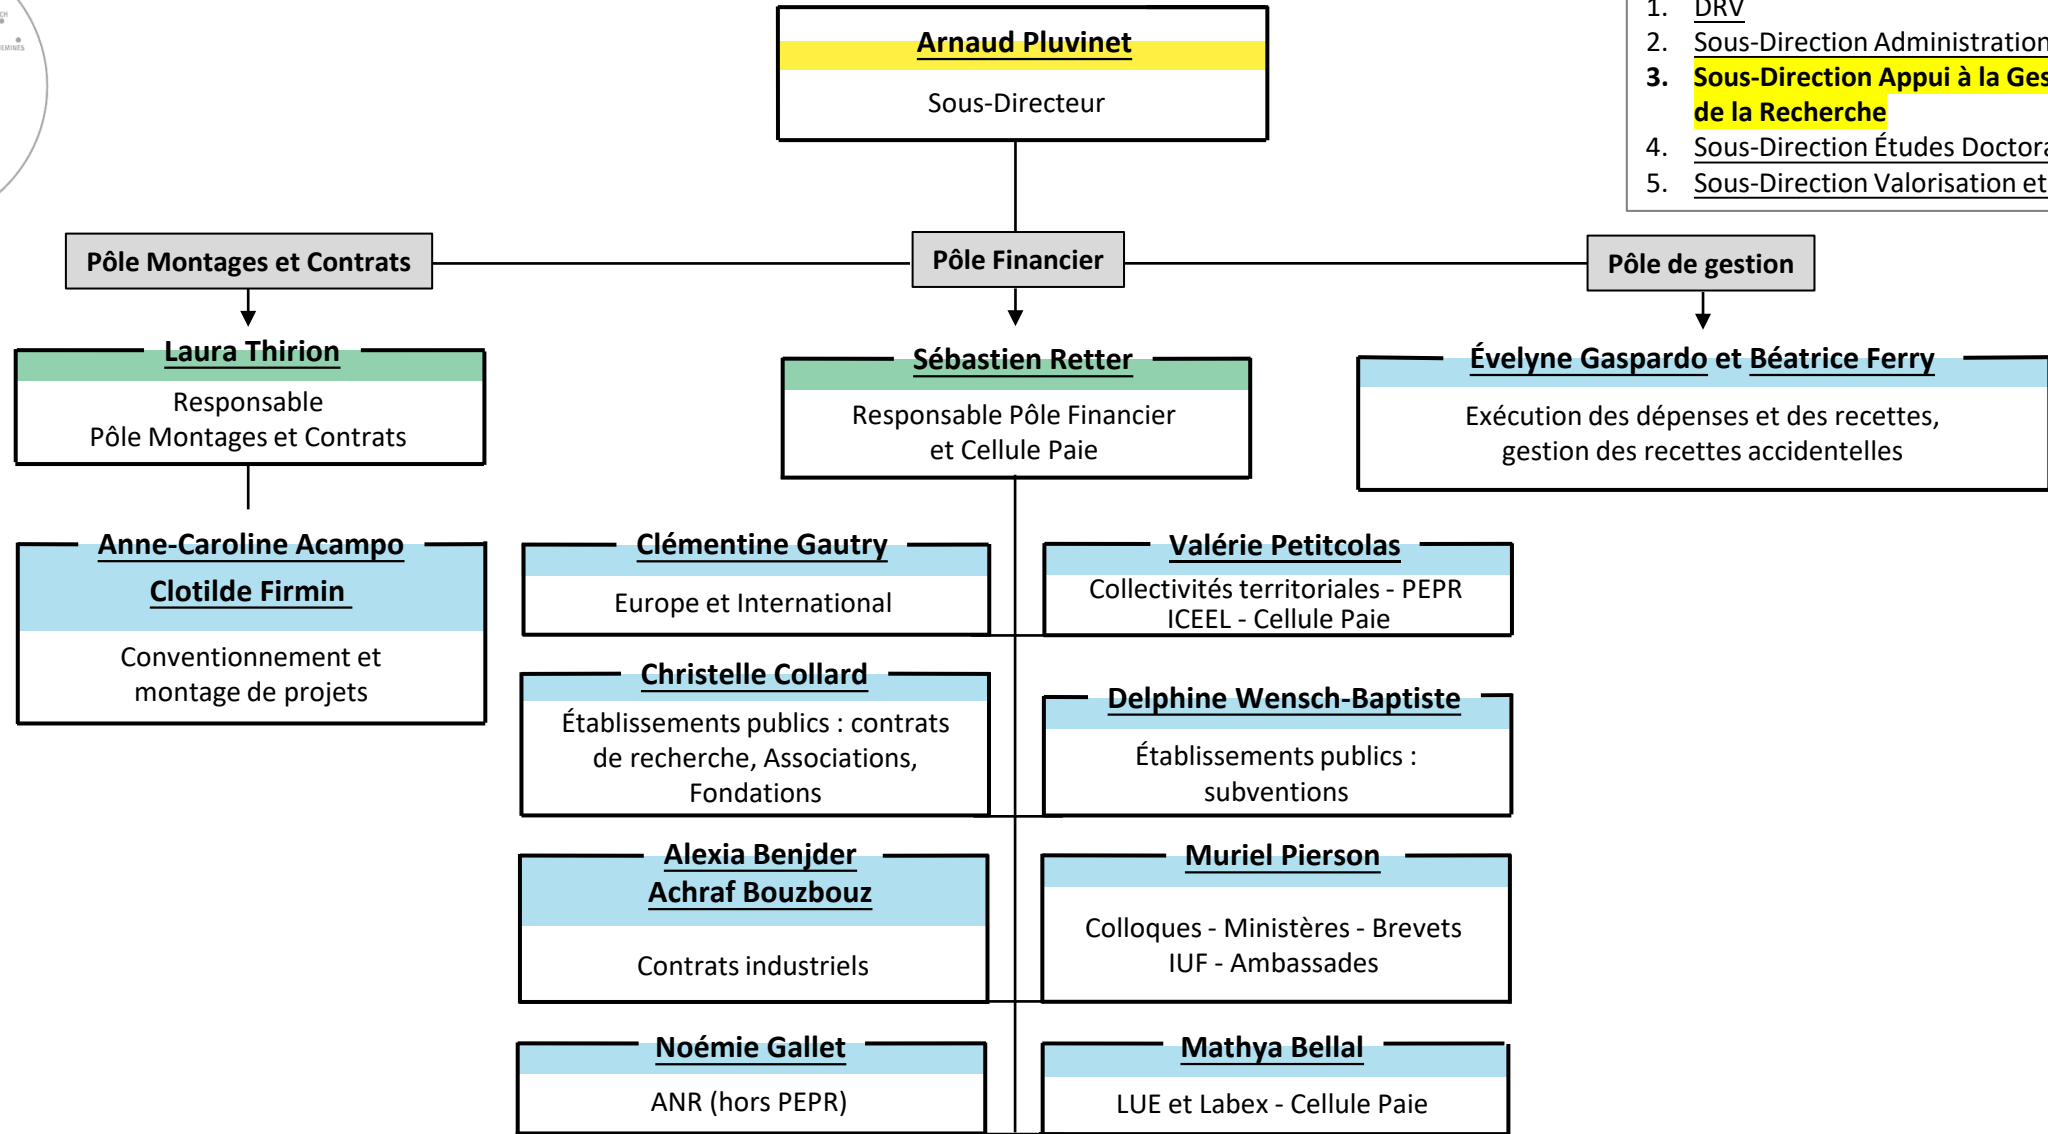 CH
HEMINES
Arnaud Pluvinet
Sous-Directeur
1. DRV
2. Sous-Direction Administration
3. Sous-Direction Appui à la Ges
de la Recherche
4. Sous-Direction Études Doctora
5. Sous-Direction Valorisation et
Pôle Montages et Contrats
Pôle Financier
Pôle de gestion
Laura Thirion
Responsable
Pôle Montages et Contrats
Sébastien Retter
Responsable Pôle Financier
et Cellule Paie
Évelyne Gaspardo et Béatrice Ferry
Exécution des dépenses et des recettes,
gestion des recettes accidentelles
Anne-Caroline Acampo
Clotilde Firmin
Conventionnement et
montage de projets
Clémentine Gautry
Europe et International
Valérie Petitcolas
Collectivités territoriales - PEPR
ICEEL - Cellule Paie
Christelle Collard
Établissements publics : contrats
de recherche, Associations,
Fondations
Delphine Wensch-Baptiste
Établissements publics :
subventions
Alexia Benjder
Achraf Bouzbouz
Contrats industriels
Muriel Pierson
Colloques - Ministères - Brevets
IUF - Ambassades
Noémie Gallet
ANR (hors PEPR)
Mathya Bellal
LUE et Labex - Cellule Paie